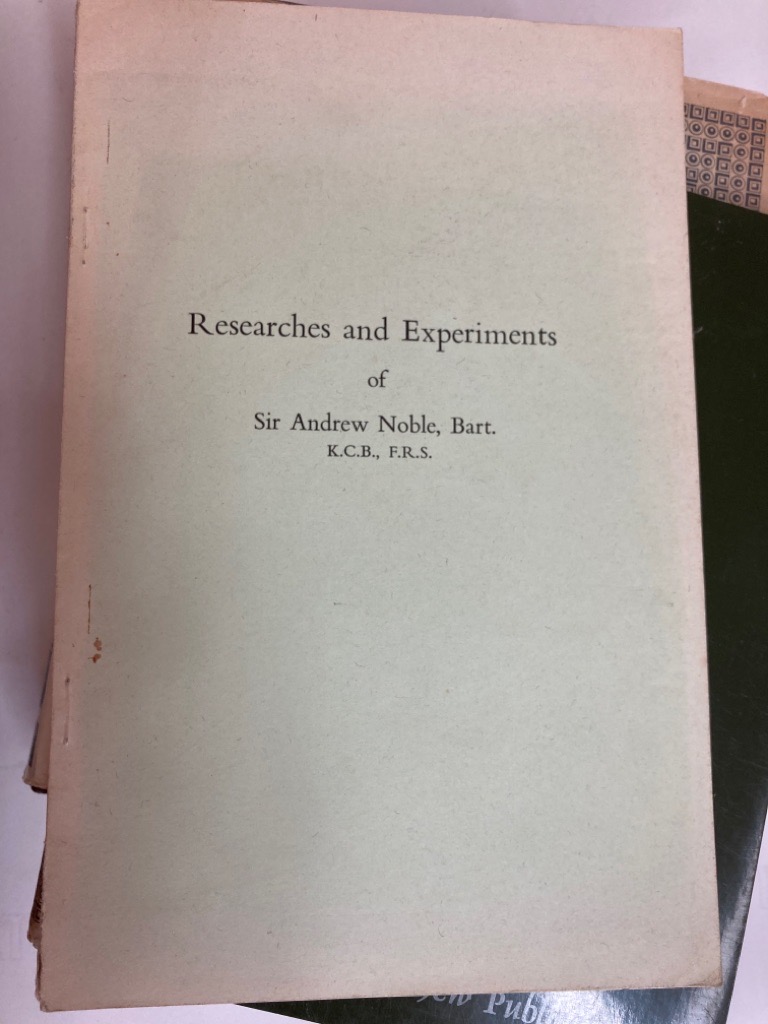 Researches and Experiments
of
Sir Andrew Noble, Bart.
K.C.B., F.R.S.